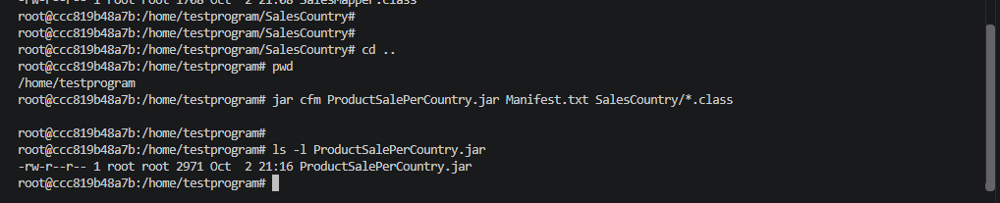 -rw-r--r-- 1 root root 1708 Oct  2 21:08 SalesMapper.class
root@ccc819b48a7b:/home/testprogram/SalesCountry#
root@ccc819b48a7b:/home/testprogram/SalesCountry#
root@ccc819b48a7b:/home/testprogram/SalesCountry# cd ..
root@ccc819b48a7b:/home/testprogram# pwd
/home/testprogram
root@ccc819b48a7b:/home/testprogram# jar cfm ProductSalePerCountry.jar Manifest.txt SalesCountry/*.class
root@ccc819b48a7b:/home/testprogram#
root@ccc819b48a7b:/home/testprogram# ls -l ProductSalePerCountry.jar
-rw-r--r-- 1 root root 2971 Oct  2 21:16 ProductSalePerCountry.jar
root@ccc819b48a7b:/home/testprogram#